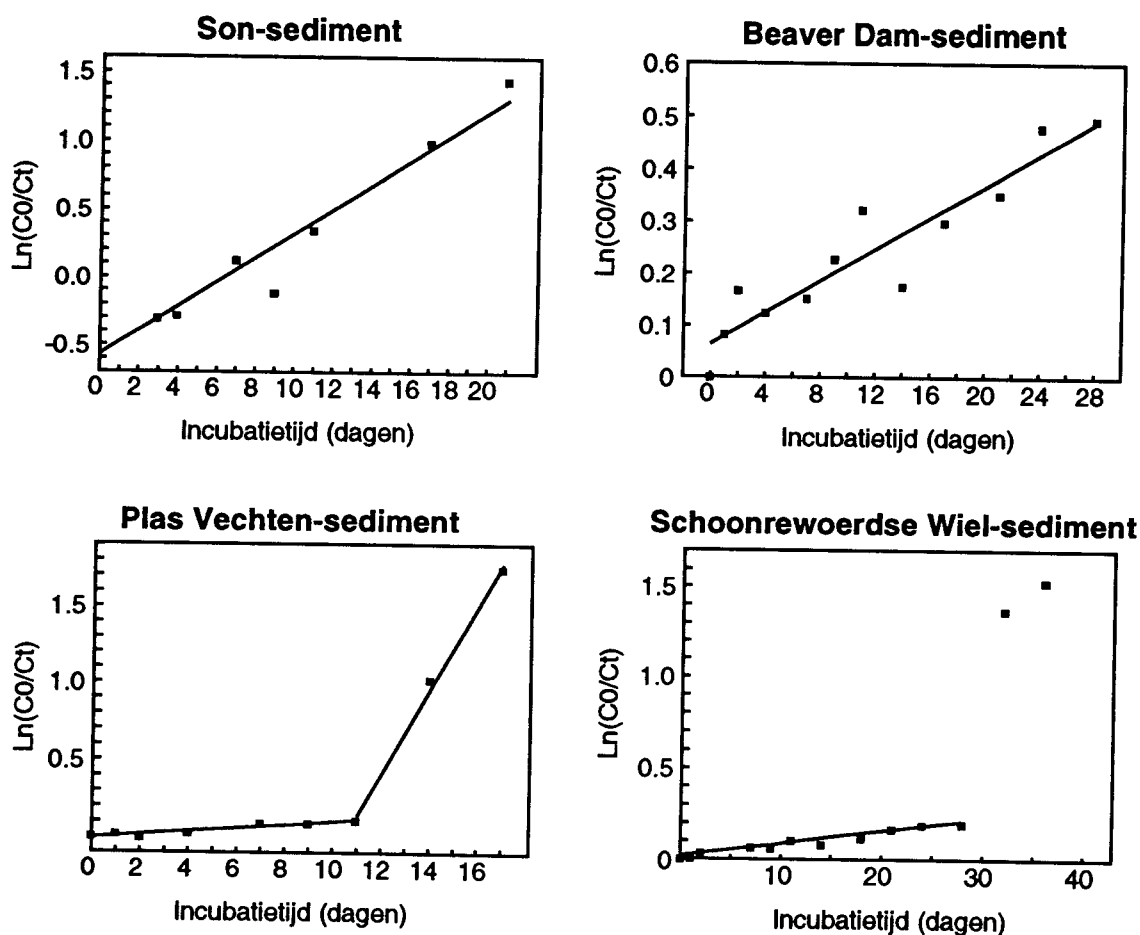 Son-sediment
Ln(C0/Ct)
1.5
1.0
0.5
0.0
-0.5
0 2 4 6 8 10 12 14 16 18 20
Incubatietijd (dagen)
Beaver Dam-sediment
Ln(C0/Ct)
0.6
0.5
0.4
0.3
0.2
0.1
0
0 4 8 12 16 20 24 28
Incubatietijd (dagen)
Plas Vechten-sediment
Ln(C0/Ct)
1.5
1.0
0.5
0 2 4 6 8 10 12 14 16
Incubatietijd (dagen)
Schoonrewoerdse Wiel-sediment
Ln(C0/Ct)
1.5
1.0
0.5
0
10 20 30 40
Incubatietijd (dagen)